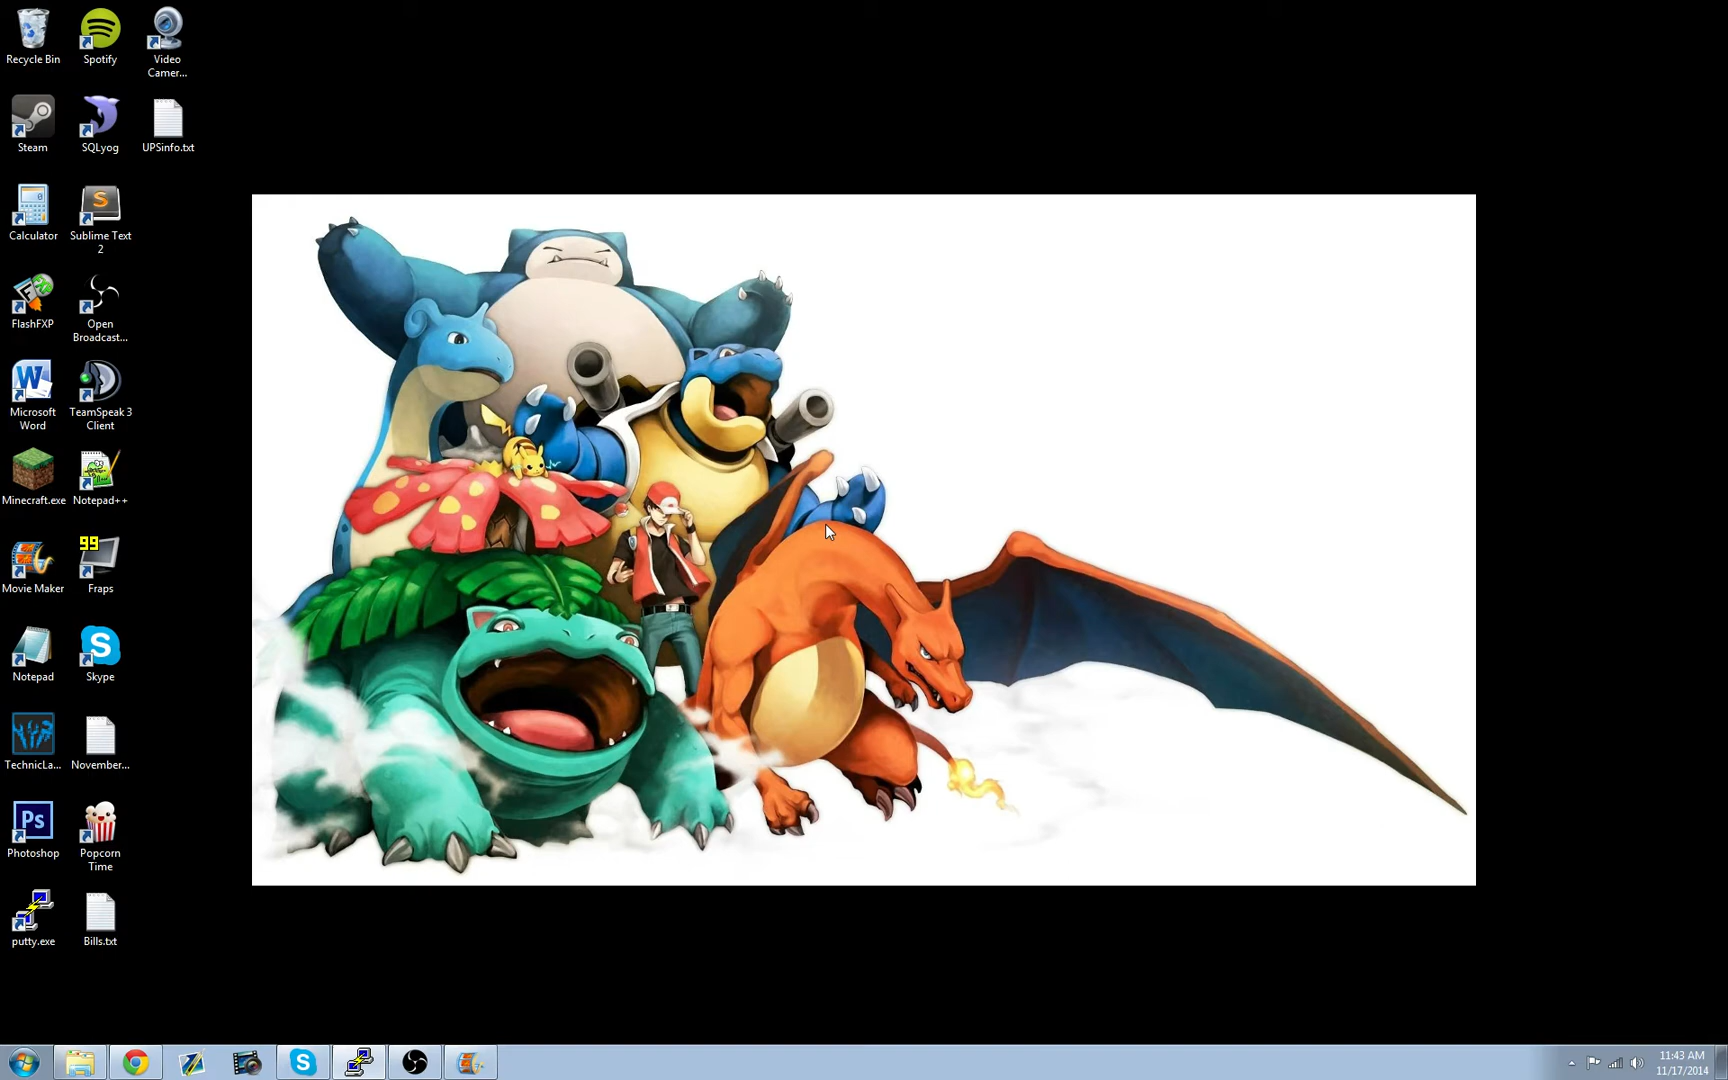 Recycle Bin
Spotify
Video
Camer...
Steam
SQLyog
UPSinfo.txt
Calculator
Sublime Text
2
FlashFXP
Open
Broadcast...
Microsoft
Word
TeamSpeak 3
Client
Minecraft.exe
Notepad++
Movie Maker
99
Fraps
Notepad
Skype
TechnicLa...
November...
Ps
Photoshop
Popcorn
Time
putty.exe
Bills.txt
11:43 AM
11/17/2014